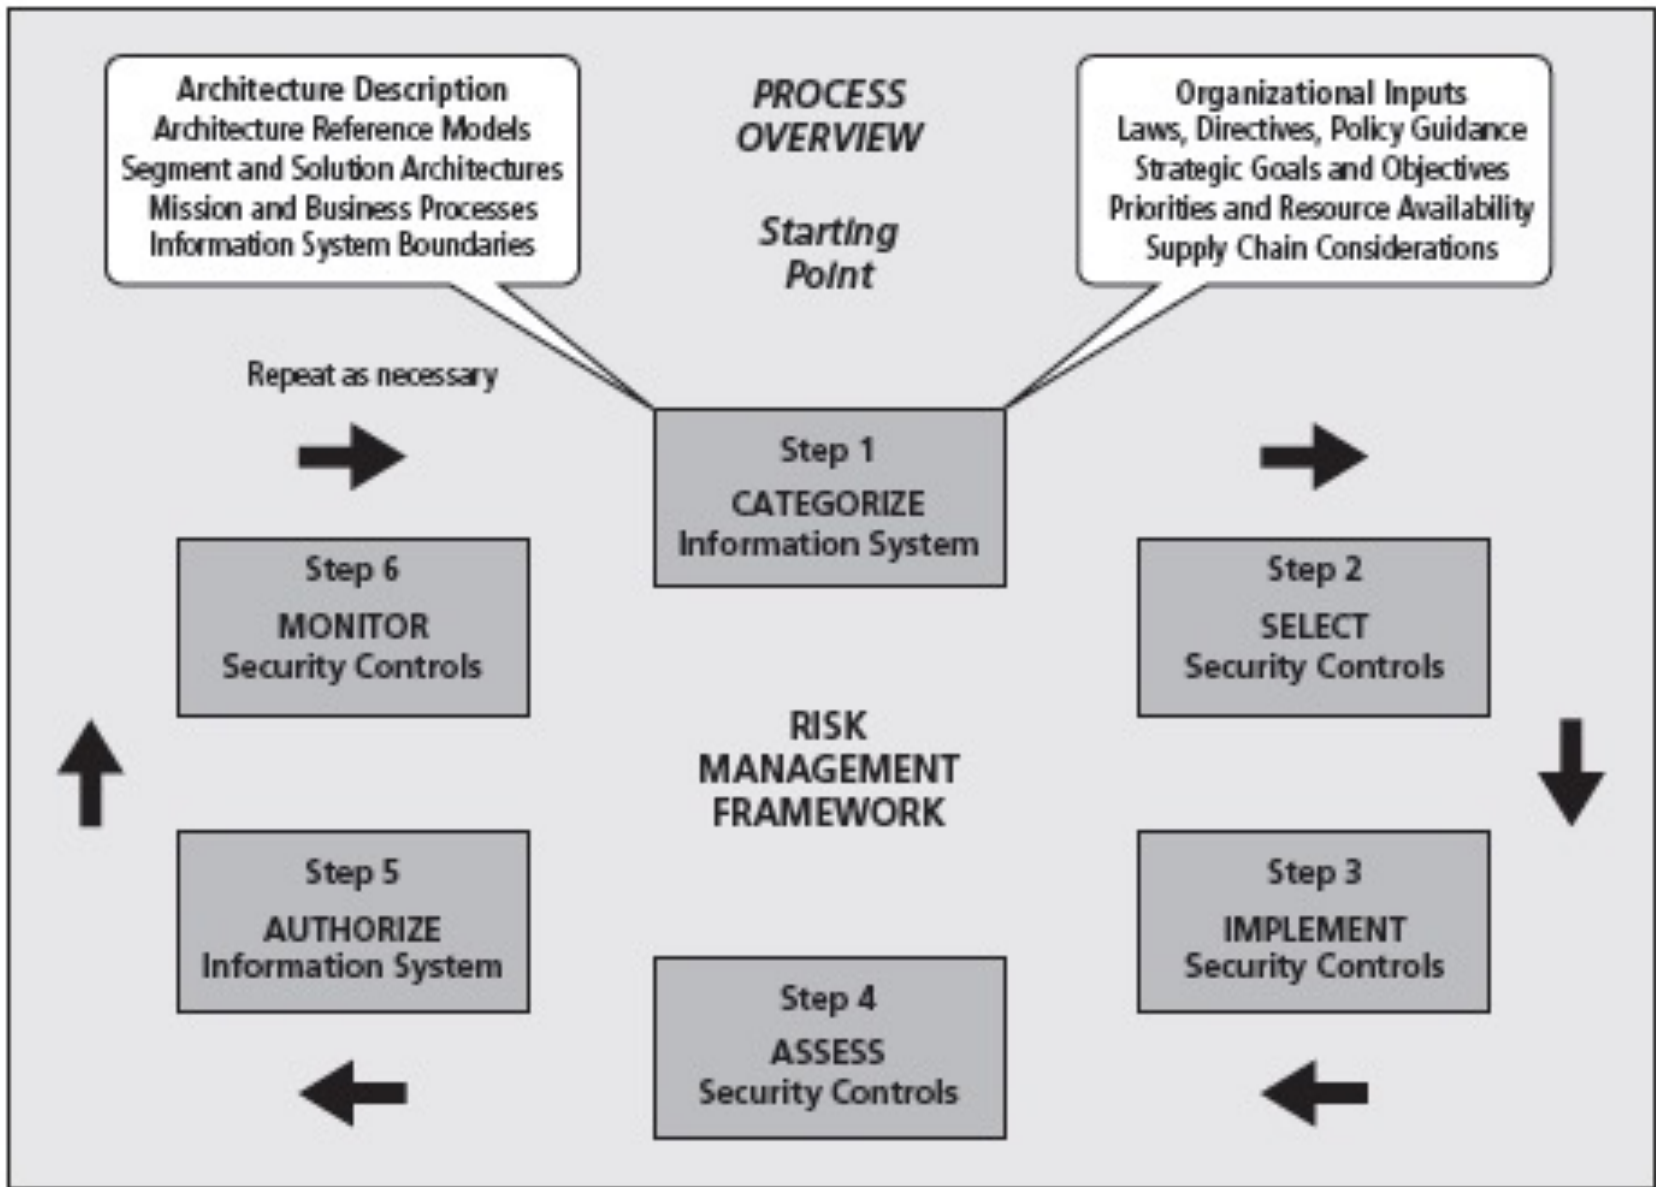 Architecture Description
Architecture Reference Models
Segment and Solution Architectures
Mission and Business Processes
Information System Boundaries
PROCESS
OVERVIEW
Starting
Point
Organizational Inputs
Laws, Directives, Policy Guidance
Strategic Goals and Objectives
Priorities and Resource Availability
Supply Chain Considerations
Repeat as necessary
Step 1
CATEGORIZE
Information System
Step 6
MONITOR
Security Controls
Step 2
SELECT
Security Controls
RISK
MANAGEMENT
FRAMEWORK
Step 5
AUTHORIZE
Information System
Step 3
IMPLEMENT
Security Controls
Step 4
ASSESS
Security Controls